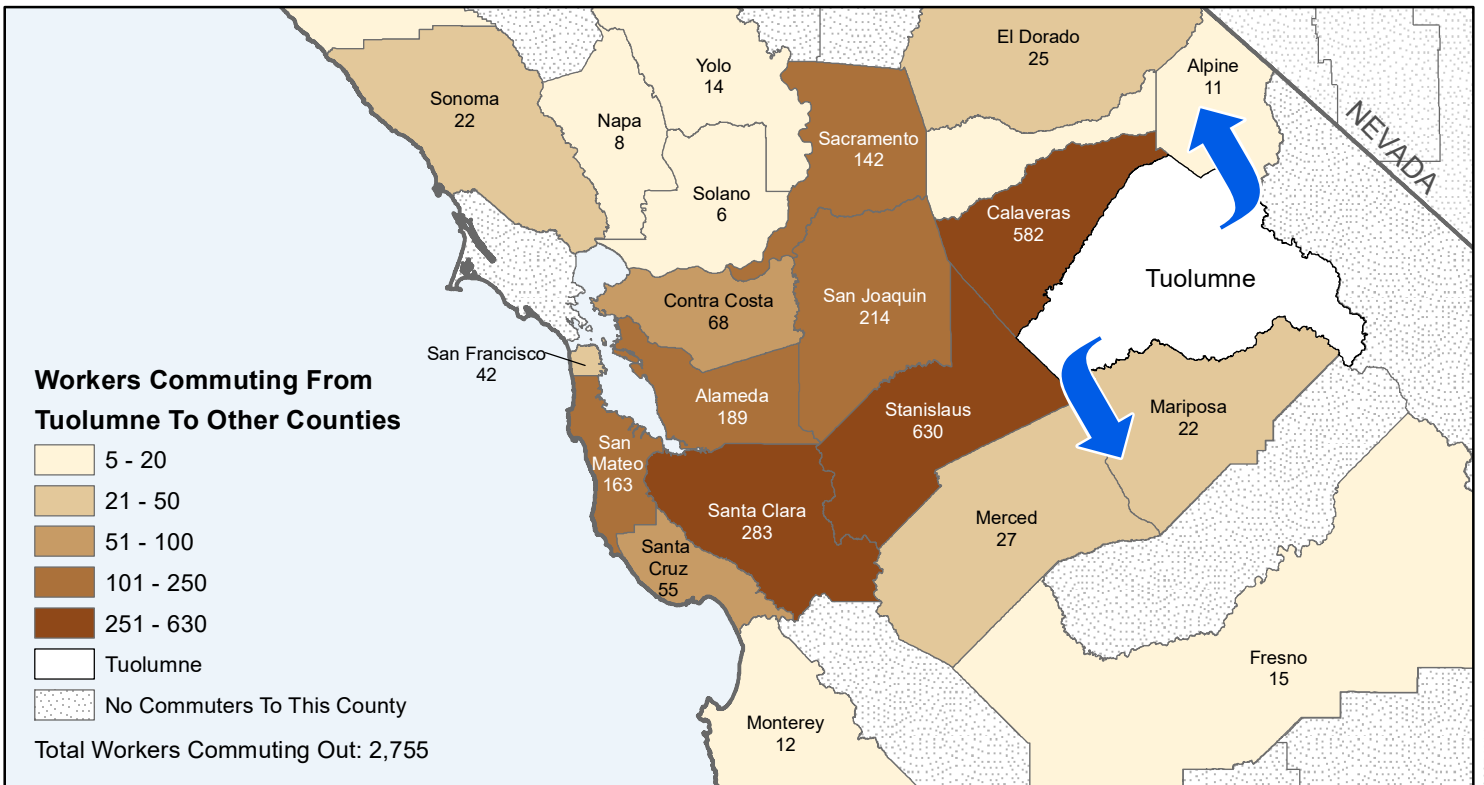 El Dorado
25
Yolo
14
Alpine
11
Sonoma
22
Napa
8
NEVADA
Sacramento
142
Solano
6
Calaveras
582
Tuolumne
Contra Costa
68
San Joaquin
214
San Francisco
42
Alameda
189
Stanislaus
630
Mariposa
22
San
Mateo
163
Santa Clara
283
Merced
27
Santa
Cruz
55
Fresno
15
Monterey
12
Workers Commuting From
Tuolumne To Other Counties
5 - 20
21 - 50
51 - 100
101 - 250
251 - 630
Tuolumne
No Commuters To This County
Total Workers Commuting Out: 2,755